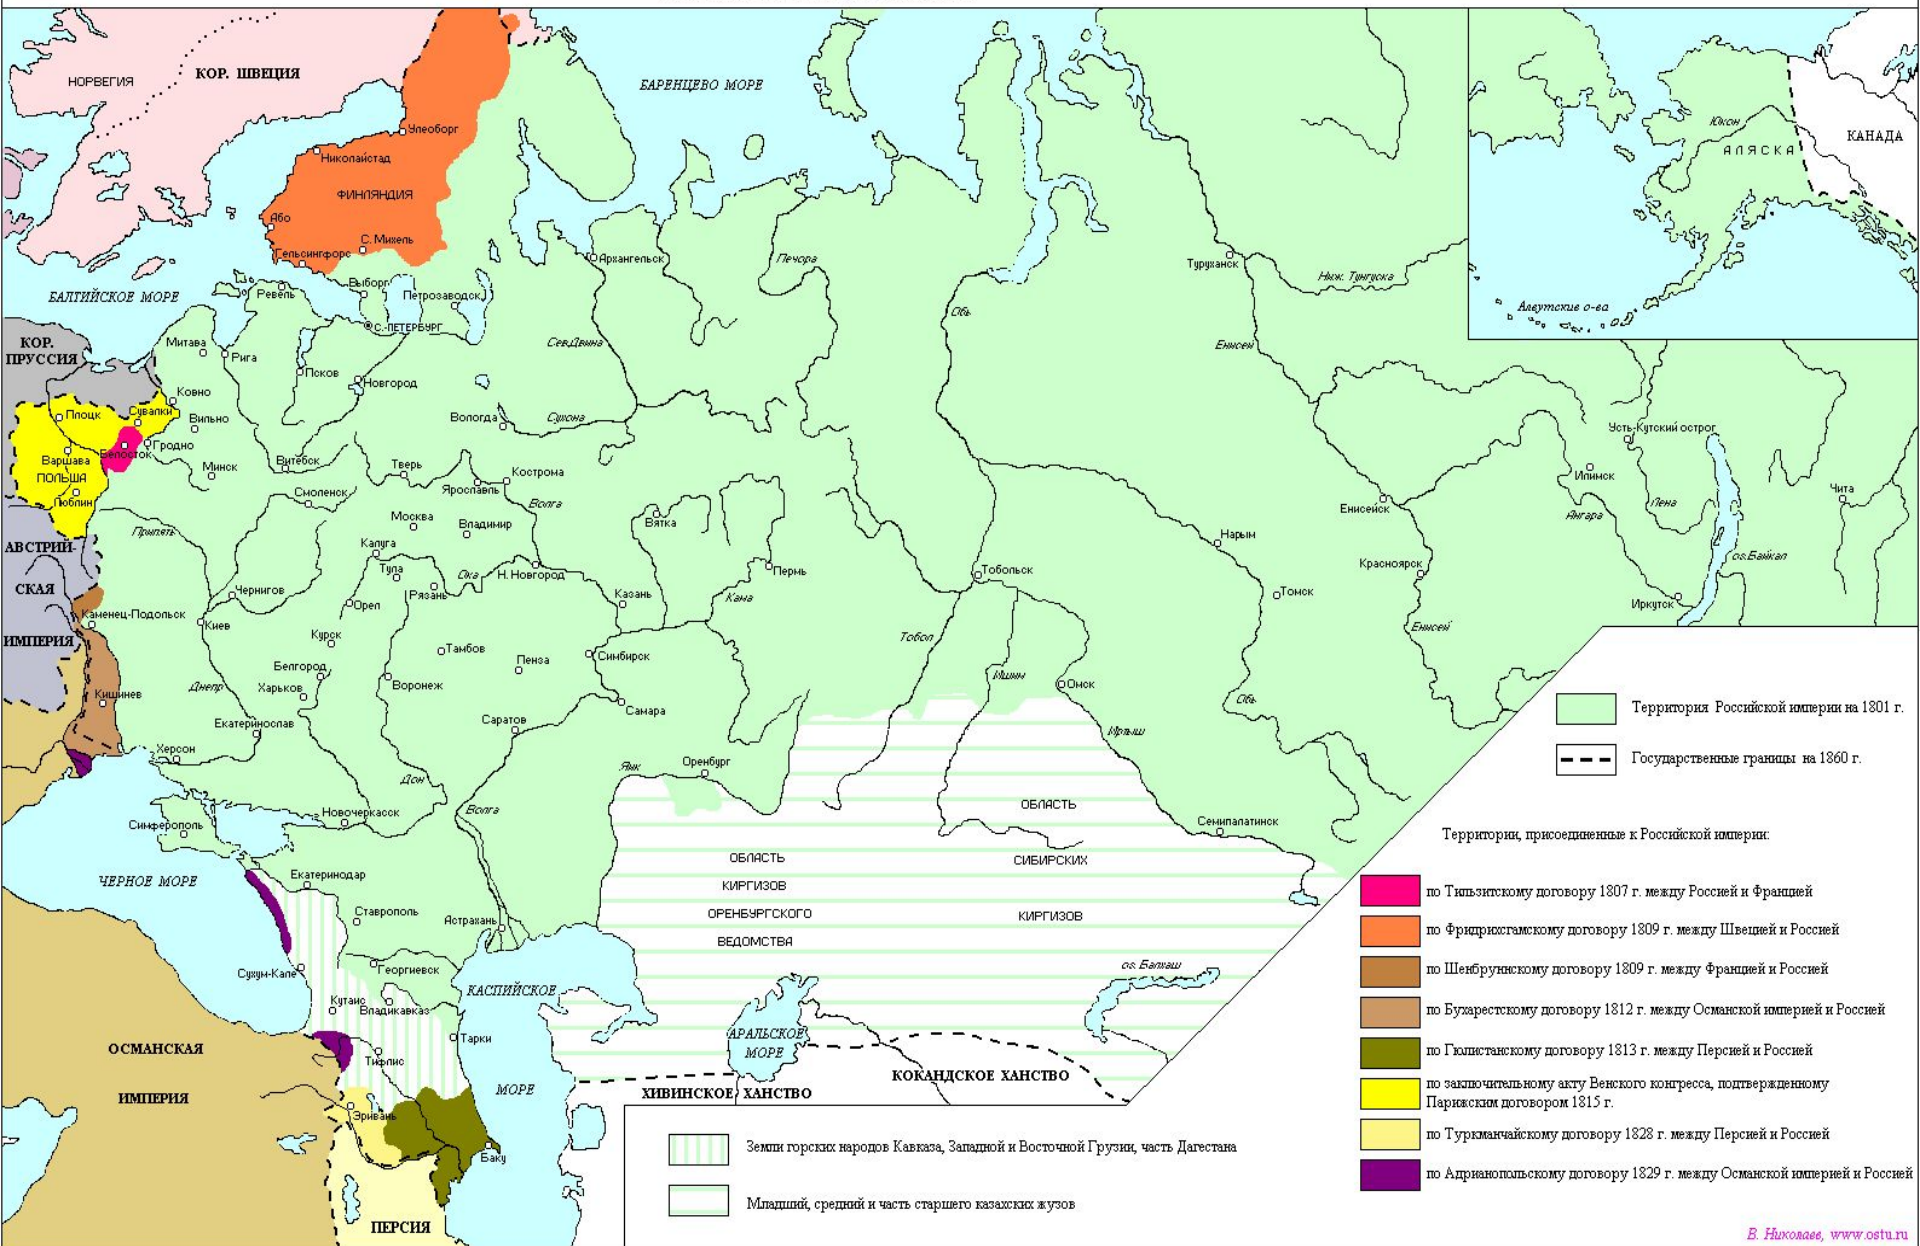 НОРВЕГИЯ
КОР. ШВЕЦИЯ
БАРЕНЦЕВО МОРЕ
Юкон
АЛЯСКА
КАНАДА
Алеутские о-ва
Улеоборг
Николайстад
ФИНЛЯНДИЯ
Або
С. Михель
Гельсингфорс
Архангельск
Печора
Туруханск
Ниж. Тунгуска
БАЛТИЙСКОЕ МОРЕ
Ревель
Выборг
Петрозаводск
С.-ПЕТЕРБУРГ
Обь
Енисей
КОР.
ПРУССИЯ
Митава
Рига
Псков
Новгород
Сев.Двина
Ковно
Вильно
Вологда
Сухона
Плоцк
Сувалки
Белосток
Гродно
Варшава
ПОЛЬША
Люблин
Минск
Витебск
Тверь
Ярославль
Кострома
Смоленск
Волга
Усть-Кутский острог
Илимск
Лена
Ангара
Чита
Енисейск
оз.Байкал
Москва
Владимир
Вятка
Припять
Калуга
Тула
Ока
Н. Новгород
Рязань
Нарым
Красноярск
Пермь
Тобольск
Томск
Иркутск
АВСТРИЙ-
СКАЯ
ИМПЕРИЯ
Чернигов
Орел
Казань
Кама
Каменец-Подольск
Киев
Курск
Тобол
Енисей
Тамбов
Пенза
Симбирск
Белгород
Харьков
Воронеж
Днепр
Ишим
Омск
Обь
Кишинев
Екатеринослав
Саратов
Самара
Херсон
Дон
Яик
Оренбург
Иртыш
Волга
Симферополь
Новочеркасск
Семипалатинск
ОБЛАСТЬ
СИБИРСКИХ
КИРГИЗОВ
ОБЛАСТЬ
КИРГИЗОВ
ОРЕНБУРГСКОГО
ВЕДОМСТВА
ЧЕРНОЕ МОРЕ
Екатеринодар
Ставрополь
Астрахань
Сухум-Кале
Георгиевск
Кутаис
Владикавказ
КАСПИЙСКОЕ
МОРЕ
Тарки
Тифлис
оз. Балхаш
АРАЛЬСКОЕ
МОРЕ
ХИВИНСКОЕ ХАНСТВО
КОКАНДСКОЕ ХАНСТВО
ОСМАНСКАЯ
ИМПЕРИЯ
Эривань
Баку
ПЕРСИЯ
Территория Российской империи на 1801 г.
Государственные границы на 1860 г.
Территории, присоединенные к Российской империи:
по Тильзитскому договору 1807 г. между Россией и Францией
по Фридрихсгамскому договору 1809 г. между Швецией и Россией
по Шенбруннскому договору 1809 г. между Францией и Россией
по Бухарестскому договору 1812 г. между Османской империей и Россией
по Гюлистанскому договору 1813 г. между Персией и Россией
по заключительному акту Венского конгресса, подтвержденному
Парижским договором 1815 г.
по Туркманчайскому договору 1828 г. между Персией и Россией
по Адрианопольскому договору 1829 г. между Османской империей и Россией
Земли горских народов Кавказа, Западной и Восточной Грузии, часть Дагестана
Младший, средний и часть старшего казахских жузов
В. Николаев, www.ostu.ru